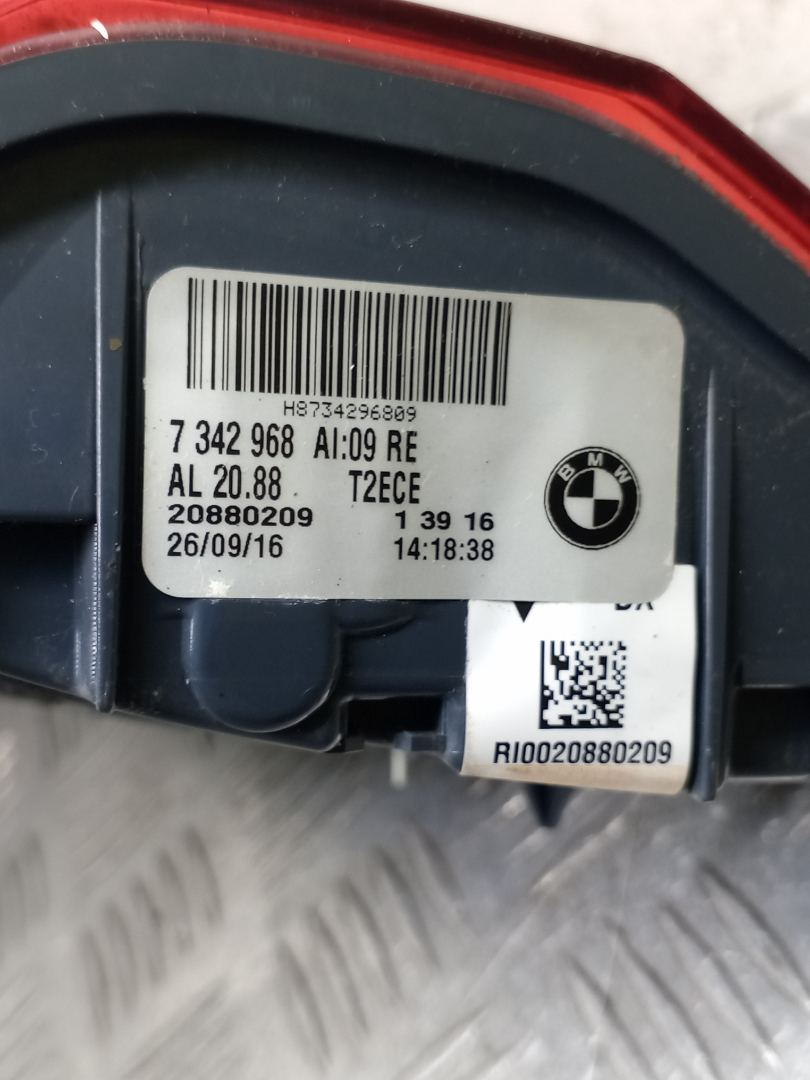 H8734296809
7 342 968 AI:09 RE
AL 20.88 T2ECE
20880209 1 39 16
26/09/16 14:18:38
BMW
RI0020880209